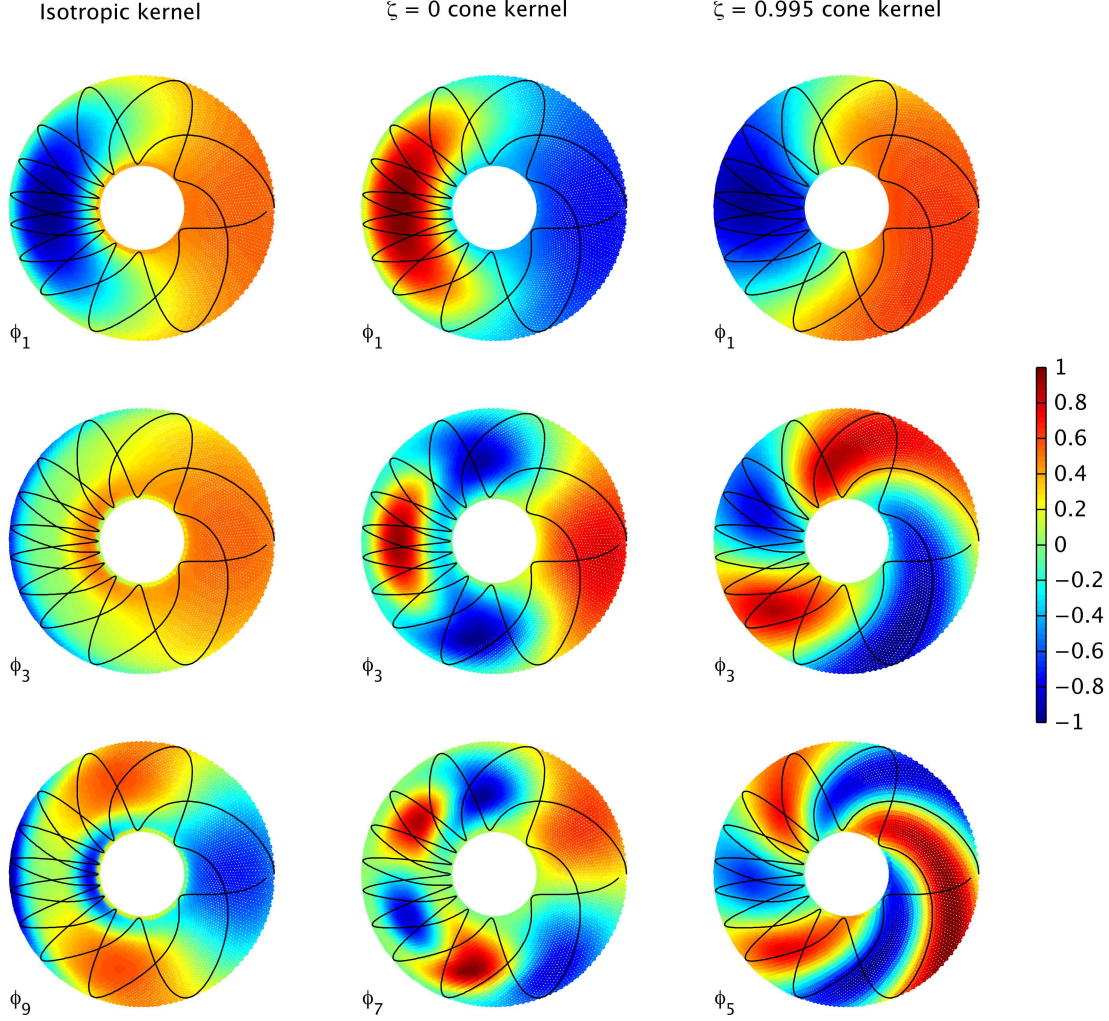 Isotropic kernel
ζ = 0 cone kernel
ζ = 0.995 cone kernel
ϕ1
ϕ1
ϕ1
ϕ3
ϕ3
ϕ3
ϕ9
ϕ7
ϕ5
1
0.8
0.6
0.4
0.2
0
−0.2
−0.4
−0.6
−0.8
−1